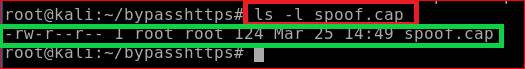 root@kali:~/bypasshttps# ls -l spoof.cap
-rw-r--r-- 1 root root 124 Mar 25 14:49 spoof.cap
root@kali:~/bypasshttps#